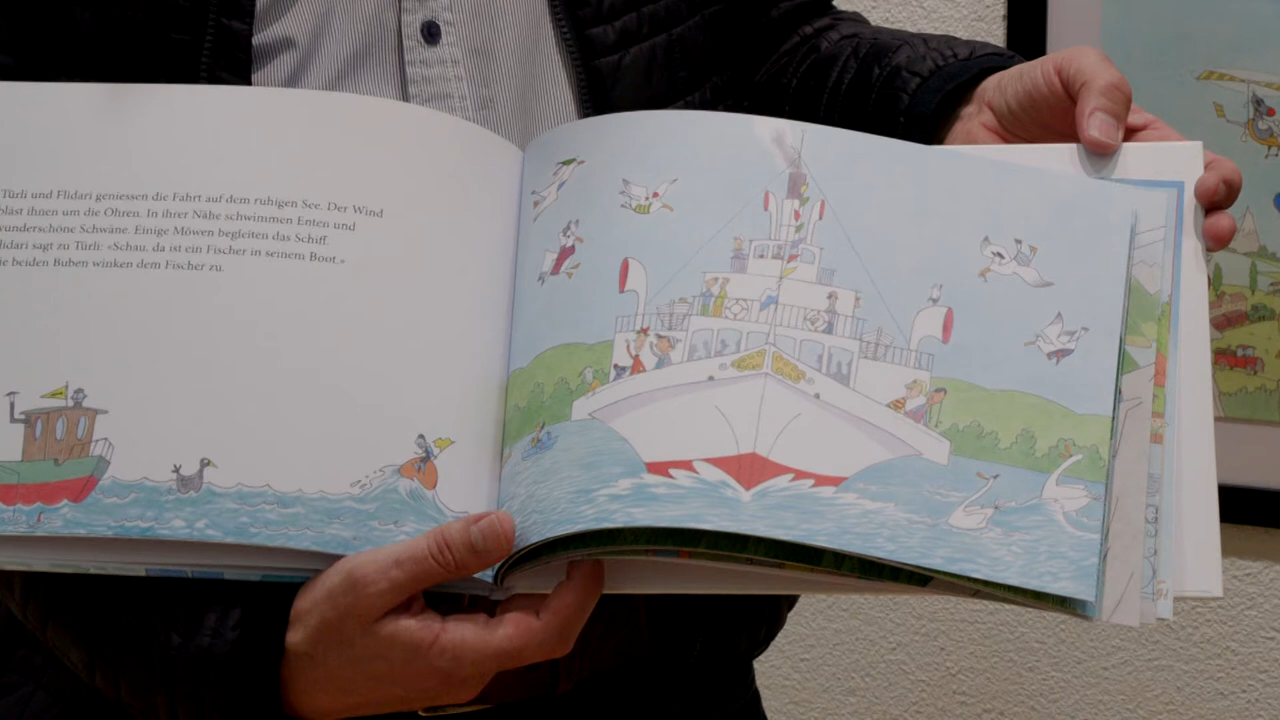 Türli und Flidari geniessen die Fahrt auf dem ruhigen See. Der Wind
bläst ihnen um die Ohren. In ihrer Nähe schwimmen Enten und
wunderschöne Schwäne. Einige Möwen begleiten das Schiff.
lidari sagt zu Türli: «Schau, da ist ein Fischer in seinem Boot.»
ie beiden Buben winken dem Fischer zu.